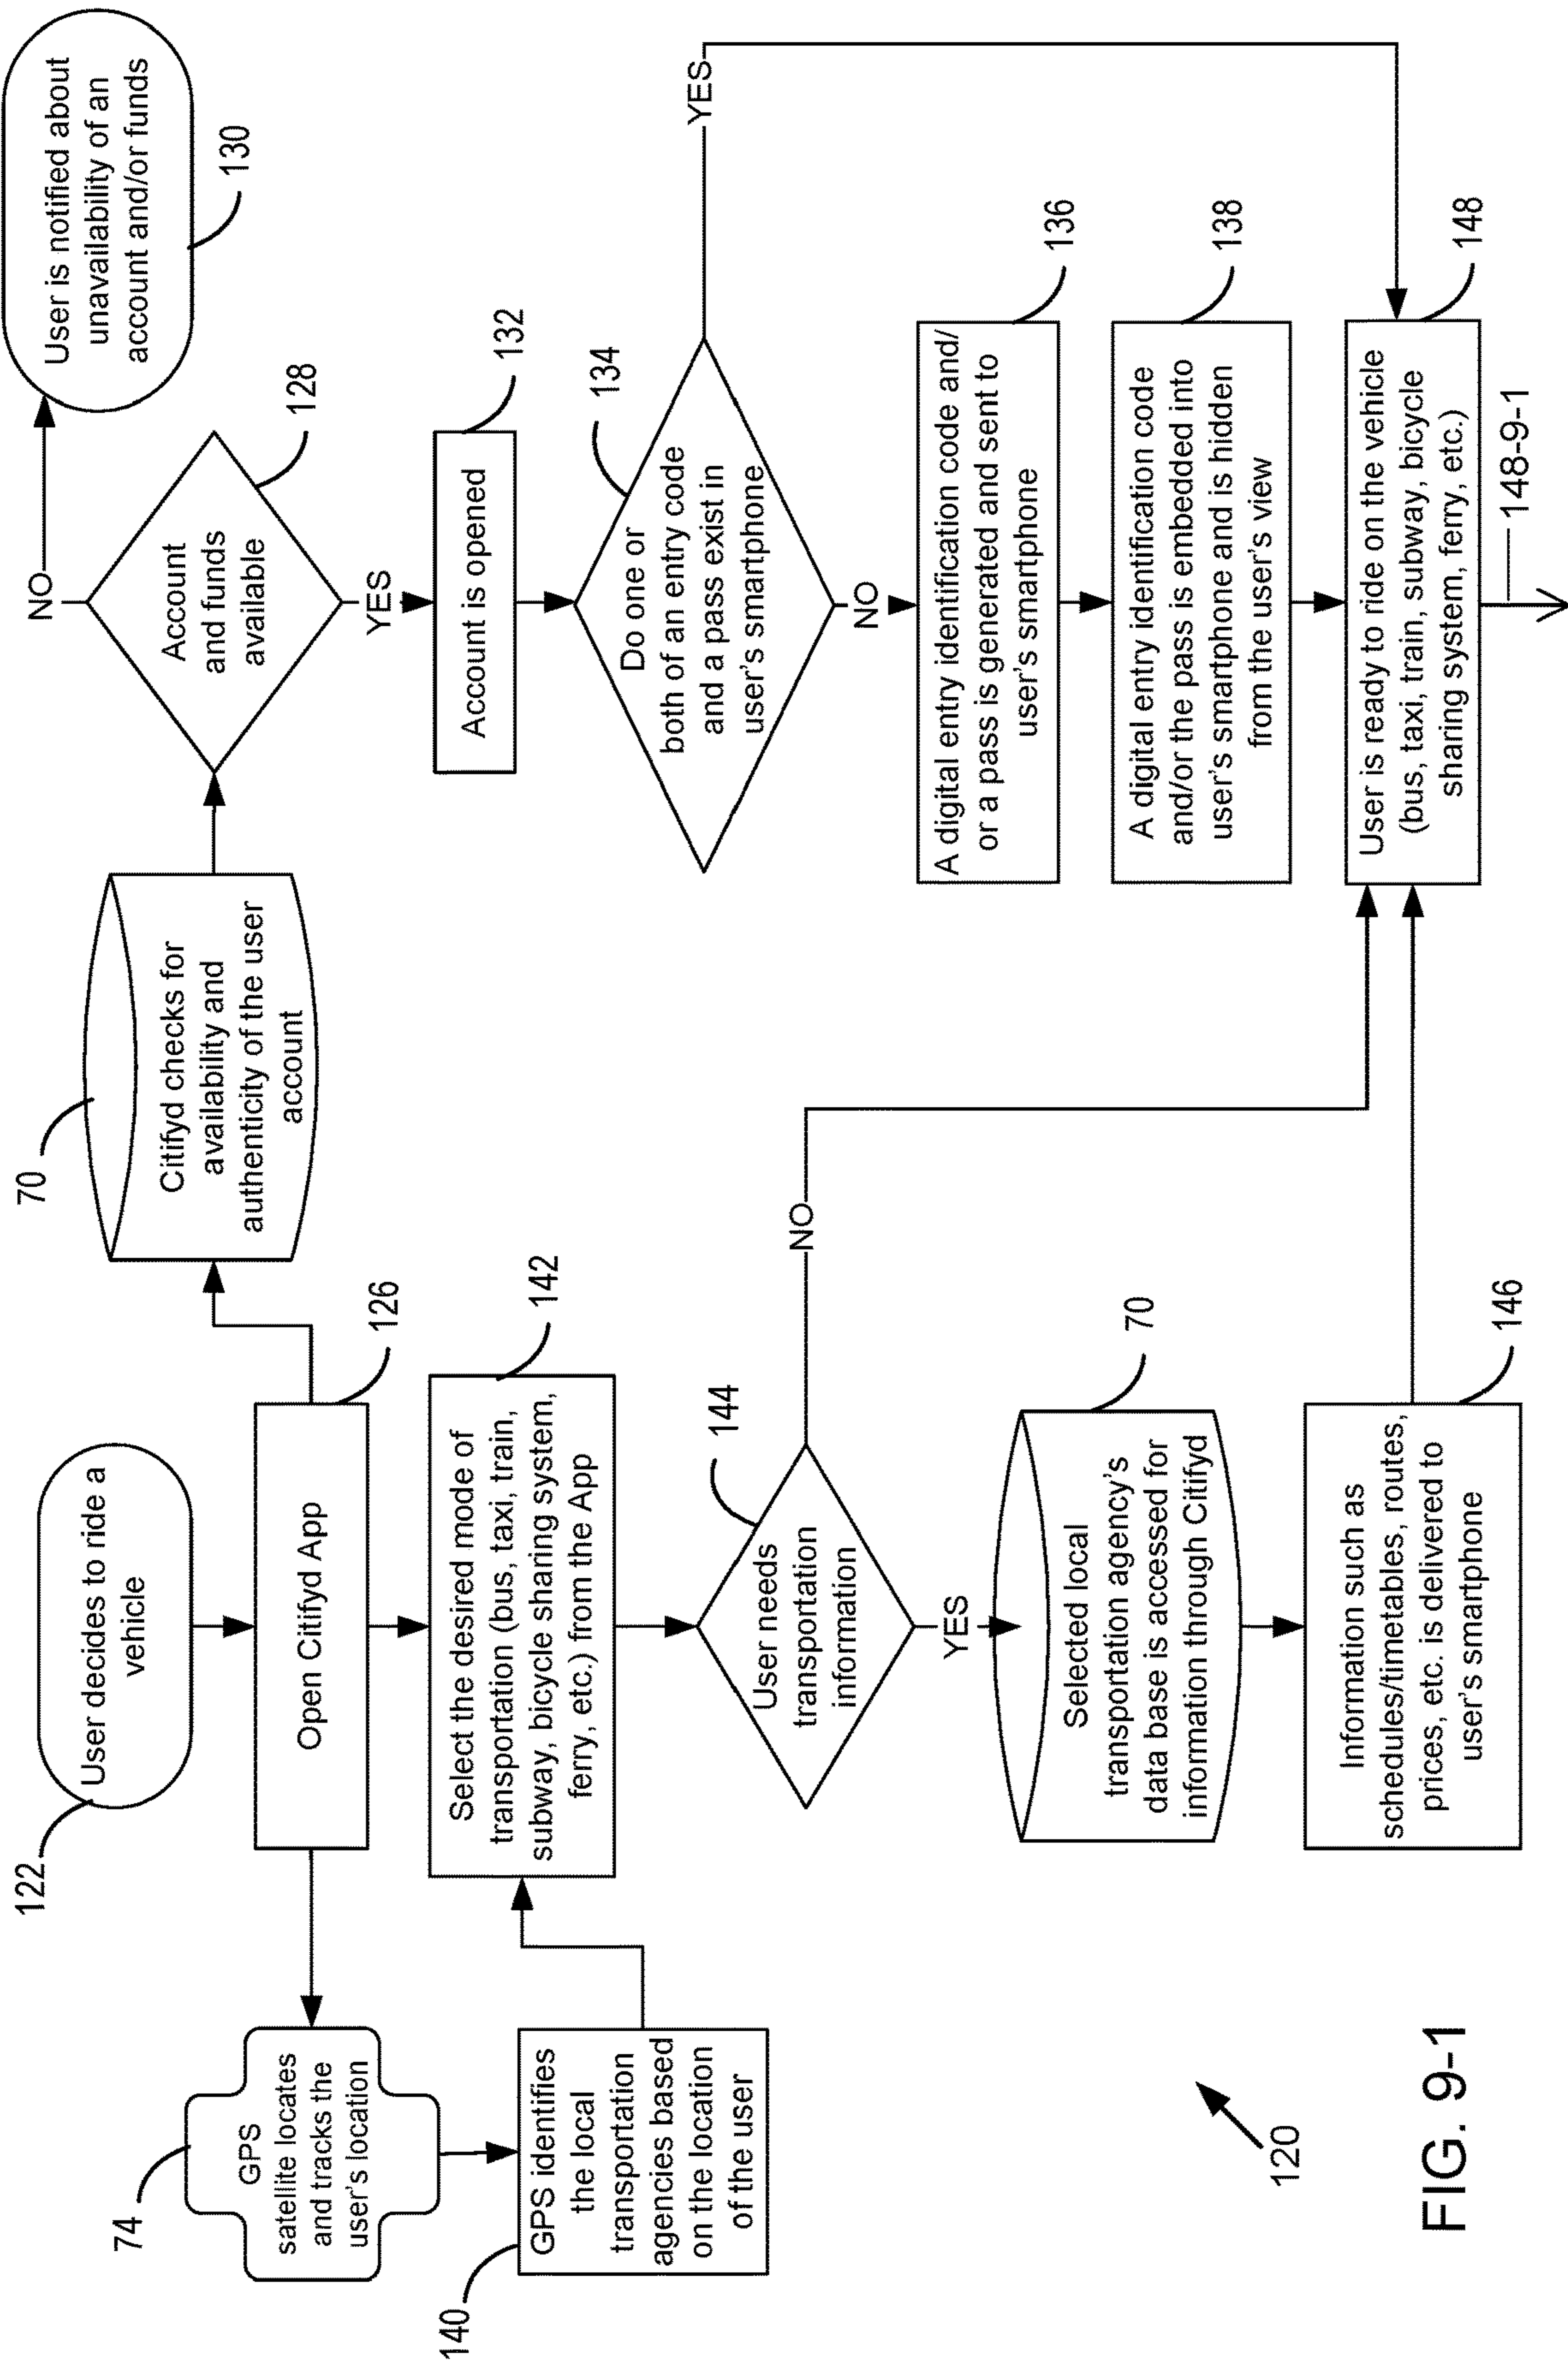 122
User decides to ride a
vehicle
Open Citifyd App
126
74
GPS
satellite locates
and tracks the
user's location
140
GPS identifies
the local
transportation
agencies based
on the location
of the user
142
Select the desired mode of
transportation (bus, taxi, train,
subway, bicycle sharing system,
ferry, etc.) from the App
144
User needs
transportation
information
NO
YES
70
Selected local
transportation agency's
data base is accessed for
information through Citifyd
146
Information such as
schedules/timetables, routes,
prices, etc. is delivered to
user's smartphone
70
Citifyd checks for
availability and
authenticity of the user
account
128
Account
and funds
available
NO
User is notified about
unavailability of an
account and/or funds
130
YES
132
Account is opened
134
Do one or
both of an entry code
and a pass exist in
user's smartphone
YES
NO
136
A digital entry identification code and/
or a pass is generated and sent to
user's smartphone
138
A digital entry identification code
and/or the pass is embedded into
user's smartphone and is hidden
from the user's view
148
User is ready to ride on the vehicle
(bus, taxi, train, subway, bicycle
sharing system, ferry, etc.)
148-9-1
120
FIG. 9-1